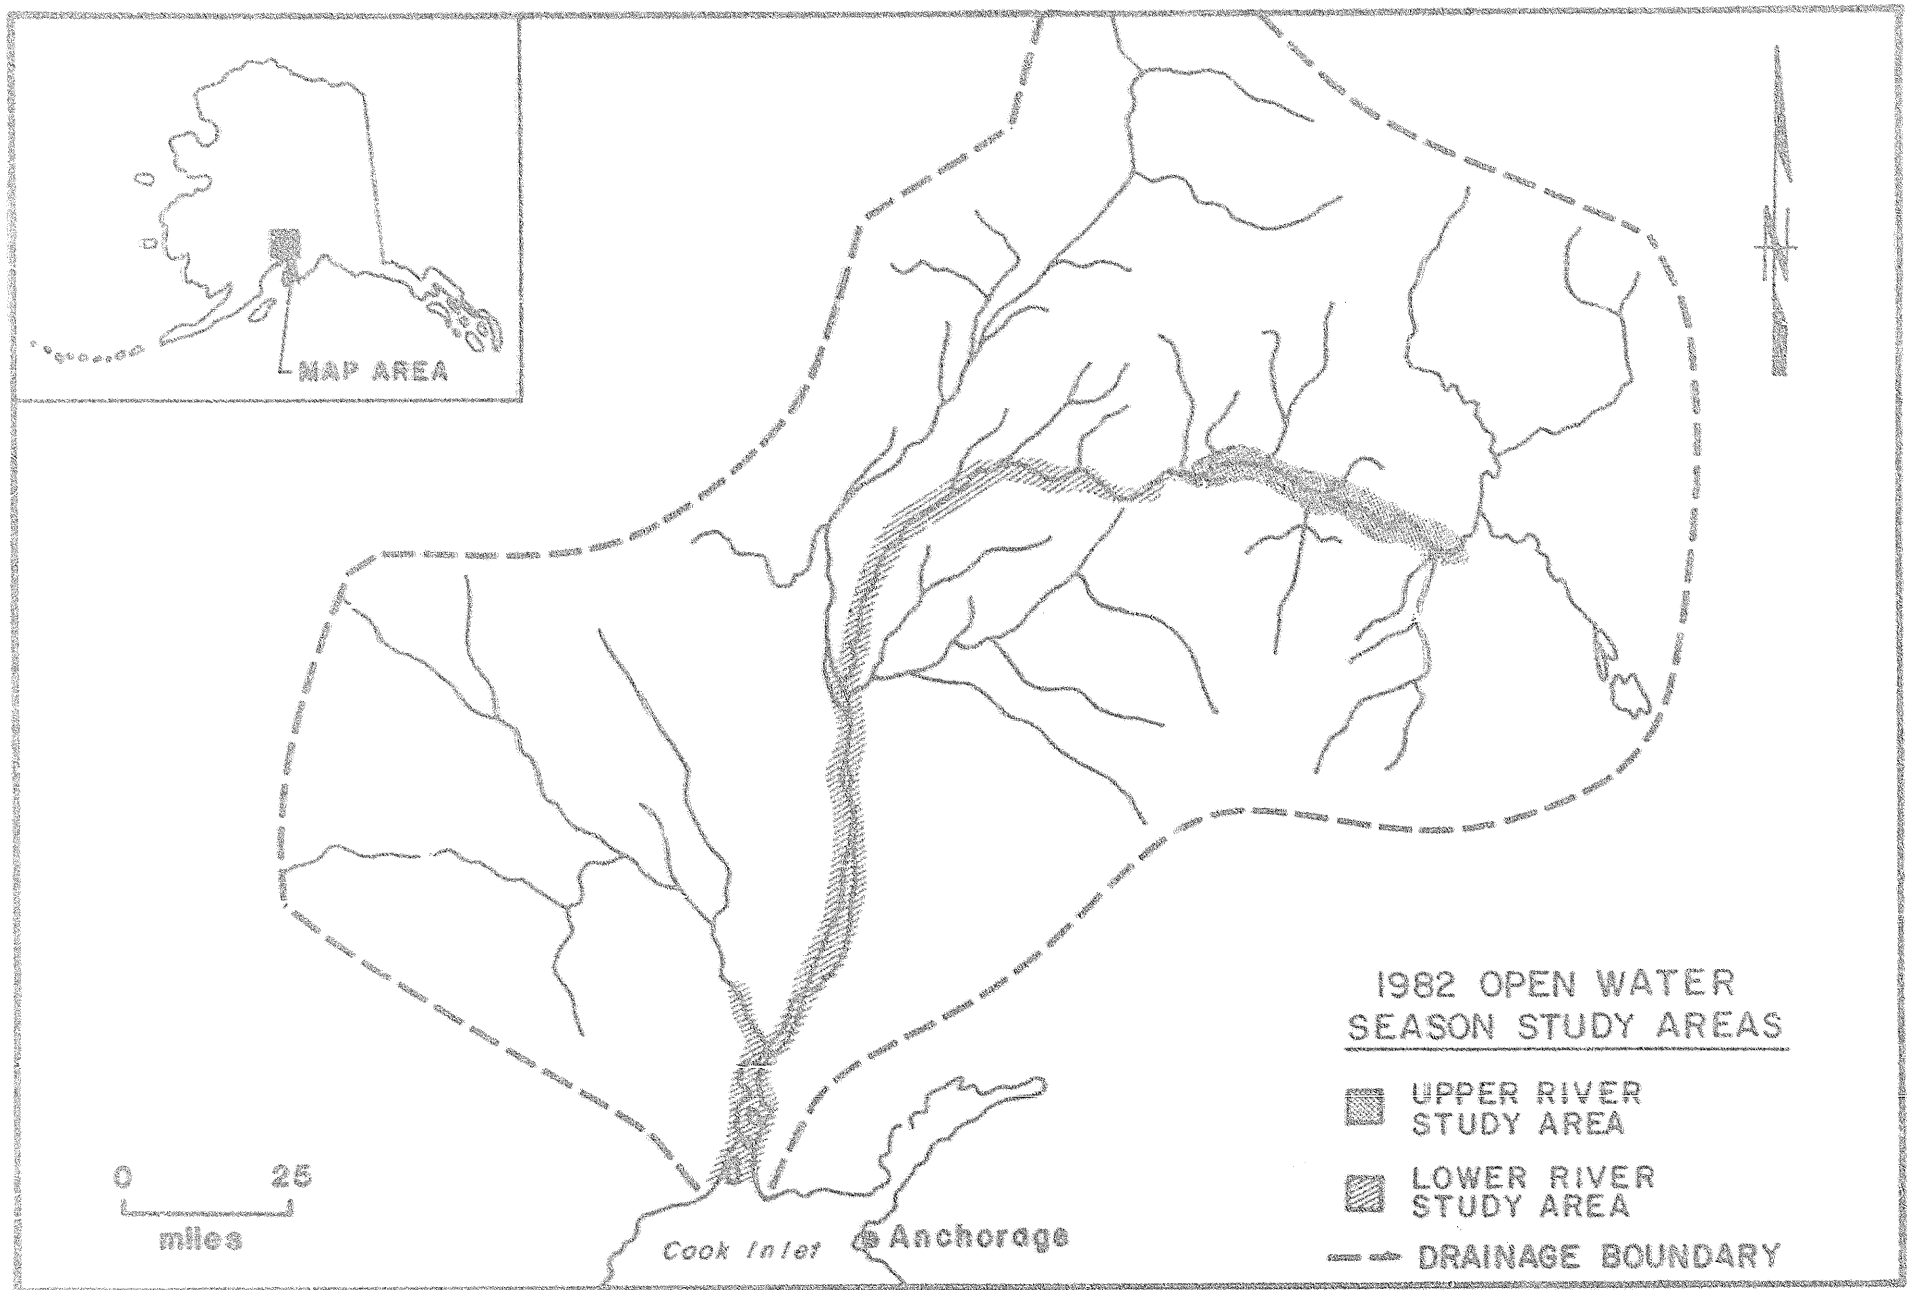 MAP AREA
N
1982 OPEN WATER
SEASON STUDY AREAS
UPPER RIVER
STUDY AREA
LOWER RIVER
STUDY AREA
DRAINAGE BOUNDARY
0 25
miles
Cook Inlet
Anchorage